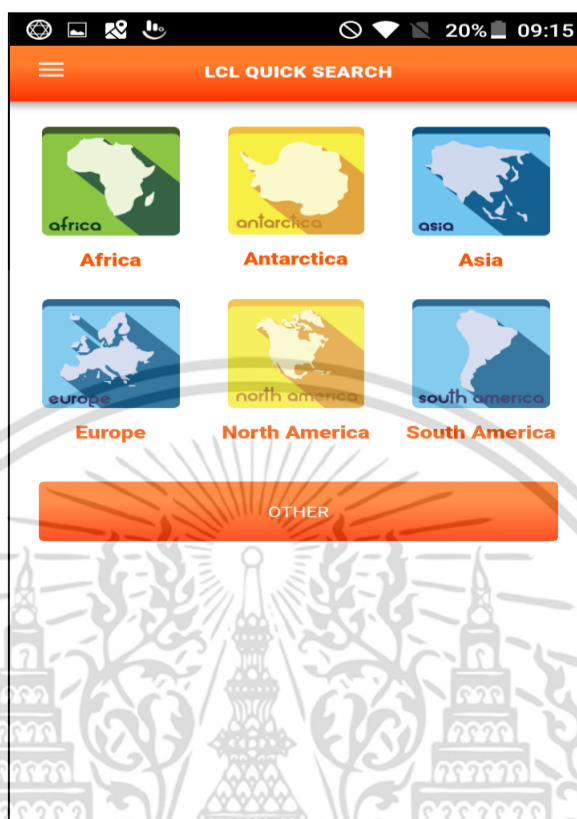 20% 09:15
LCL QUICK SEARCH
africa antarctica asia
Africa Antarctica Asia
europe north america south america
Europe North America South America
OTHER